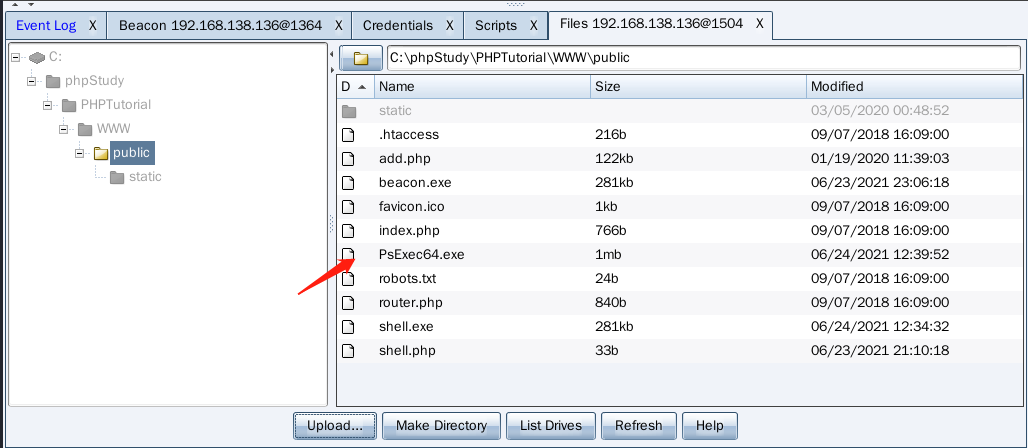 Event Log X Beacon 192.168.138.136@1364 X Credentials X Scripts X Files 192.168.138.136@1504 X
C:
phpStudy
PHPTutorial
WWW
public
static
C:\phpStudy\PHPTutorial\WWW\public
D Name Size Modified
static 03/05/2020 00:48:52
.htaccess 216b 09/07/2018 16:09:00
add.php 122kb 01/19/2020 11:39:03
beacon.exe 281kb 06/23/2021 23:06:18
favicon.ico 1kb 09/07/2018 16:09:00
index.php 766b 09/07/2018 16:09:00
PsExec64.exe 1mb 06/24/2021 12:39:52
robots.txt 24b 09/07/2018 16:09:00
router.php 840b 09/07/2018 16:09:00
shell.exe 281kb 06/24/2021 12:34:32
shell.php 33b 06/23/2021 21:10:18
Upload... Make Directory List Drives Refresh Help